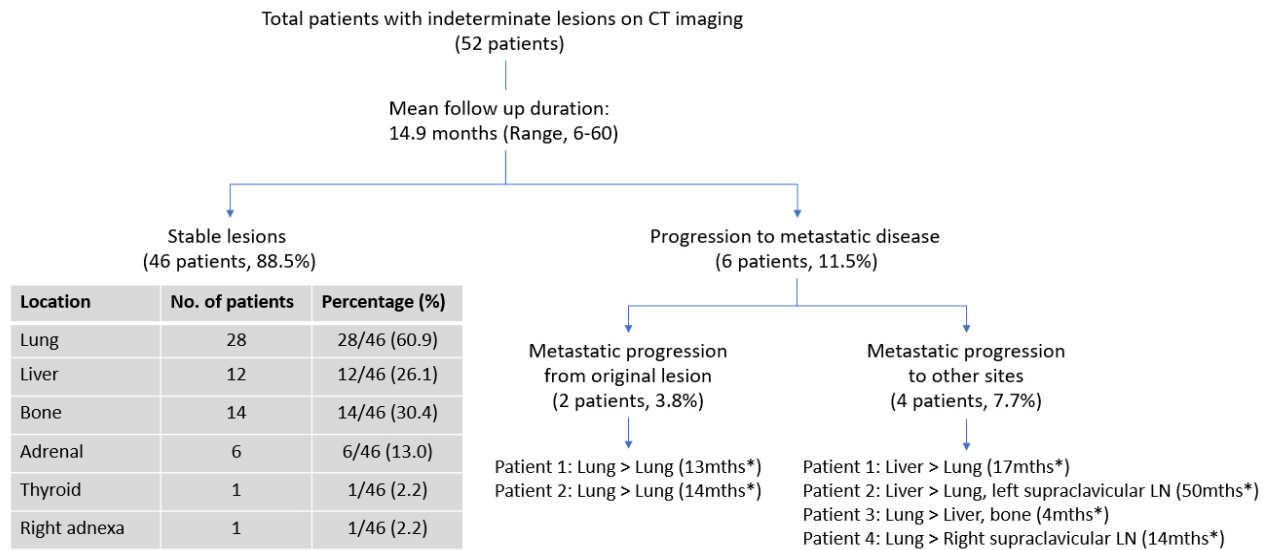 Total patients with indeterminate lesions on CT imaging
(52 patients)
Mean follow up duration:
14.9 months (Range, 6-60)
Stable lesions
(46 patients, 88.5%)
Location No. of patients Percentage (%)
Lung 28 28/46 (60.9)
Liver 12 12/46 (26.1)
Bone 14 14/46 (30.4)
Adrenal 6 6/46 (13.0)
Thyroid 1 1/46 (2.2)
Right adnexa 1 1/46 (2.2)
Progression to metastatic disease
(6 patients, 11.5%)
Metastatic progression
from original lesion
(2 patients, 3.8%)
Patient 1: Lung > Lung (13mths*)
Patient 2: Lung > Lung (14mths*)
Metastatic progression
to other sites
(4 patients, 7.7%)
Patient 1: Liver > Lung (17mths*)
Patient 2: Liver > Lung, left supraclavicular LN (50mths*)
Patient 3: Lung > Liver, bone (4mths*)
Patient 4: Lung > Right supraclavicular LN (14mths*)